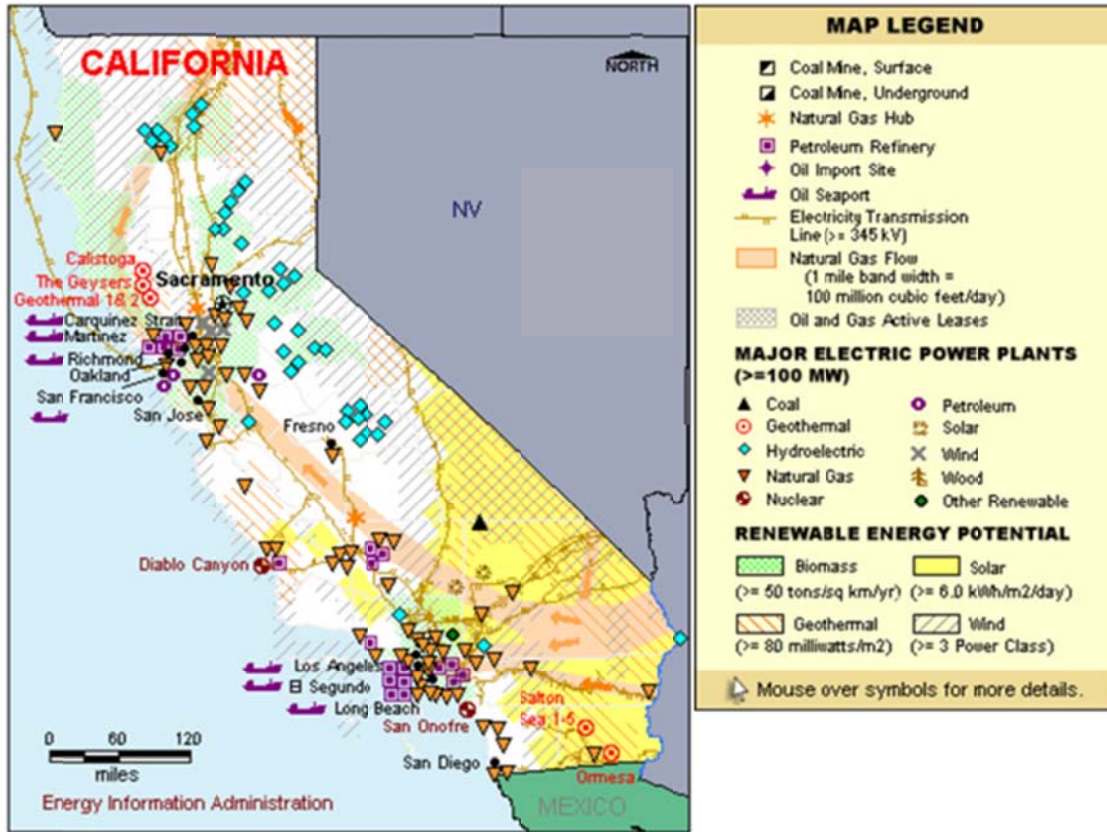 CALIFORNIA
NORTH
NV
Calistoga
The Geysers
Geothermal 1& 2
Sacramento
Carquinez Strait
Martinez
Richmond
Oakland
San Francisco
San Jose
Fresno
Diablo Canyon
Los Angeles
El Segundo
Long Beach
San Onofre
Salton
Sea 1-5
San Diego
Ormesa
MEXICO
0 60 120
miles
Energy Information Administration
MAP LEGEND
Coal Mine, Surface
Coal Mine, Underground
Natural Gas Hub
Petroleum Refinery
Oil Import Site
Oil Seaport
Electricity Transmission
Line (>= 345 kV)
Natural Gas Flow
(1 mile band width =
100 million cubic feet/day)
Oil and Gas Active Leases
MAJOR ELECTRIC POWER PLANTS
(>=100 MW)
Coal
Petroleum
Geothermal
Solar
Hydroelectric
Wind
Natural Gas
Wood
Nuclear
Other Renewable
RENEWABLE ENERGY POTENTIAL
Biomass
Solar
(>= 50 tons/sq km/yr) (>= 6.0 kWh/m2/day)
Geothermal
Wind
(>= 80 milliwatts/m2) (>= 3 Power Class)
Mouse over symbols for more details.